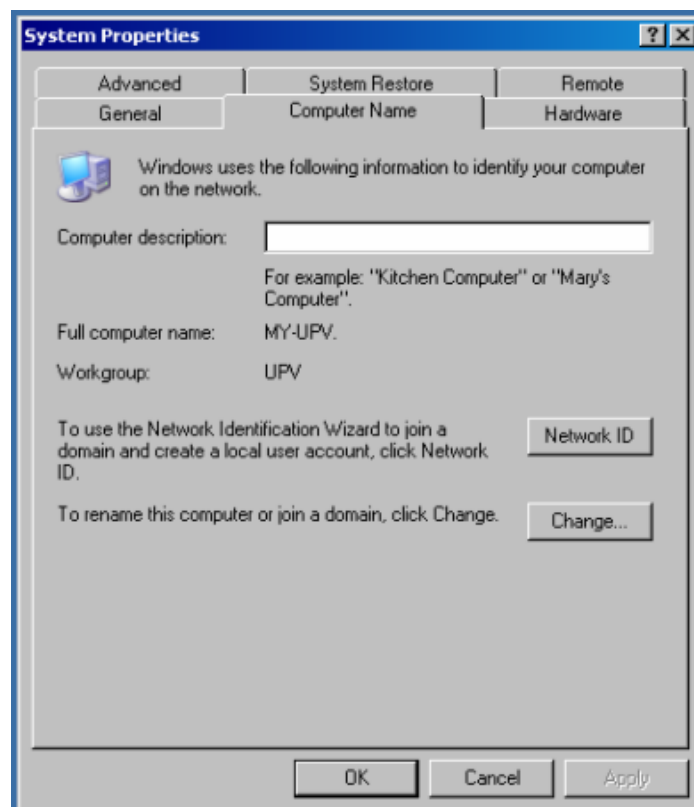 System Properties
Advanced System Restore Remote
General Computer Name Hardware
Windows uses the following information to identify your computer
on the network.
Computer description:
For example: "Kitchen Computer" or "Mary's
Computer".
Full computer name: MY-UPV.
Workgroup: UPV
To use the Network Identification Wizard to join a
domain and create a local user account, click Network
ID.
Network ID
To rename this computer or join a domain, click Change.
Change...
OK Cancel Apply